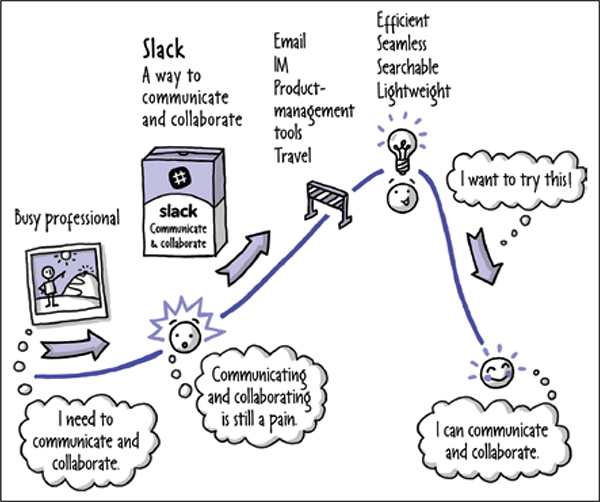 Slack
A way to
communicate
and collaborate
Email
IM
Product-
management
tools
Travel
Efficient
Seamless
Searchable
Lightweight
Busy professional
slack
Communicate
& collaborate
I want to try this!
I need to
communicate and
collaborate.
Communicating
and collaborating
is still a pain.
I can communicate
and collaborate.